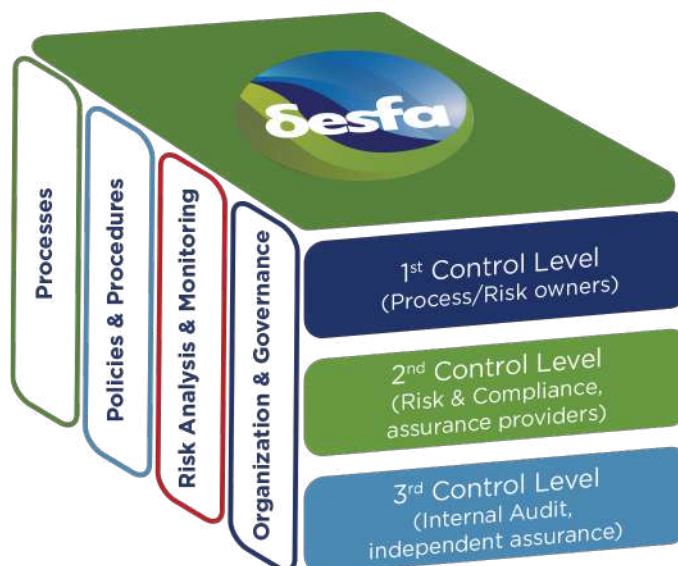 δesfa
Processes
Policies & Procedures
Risk Analysis & Monitoring
Organization & Governance
1st Control Level
(Process/Risk owners)
2nd Control Level
(Risk & Compliance,
assurance providers)
3rd Control Level
(Internal Audit,
independent assurance)